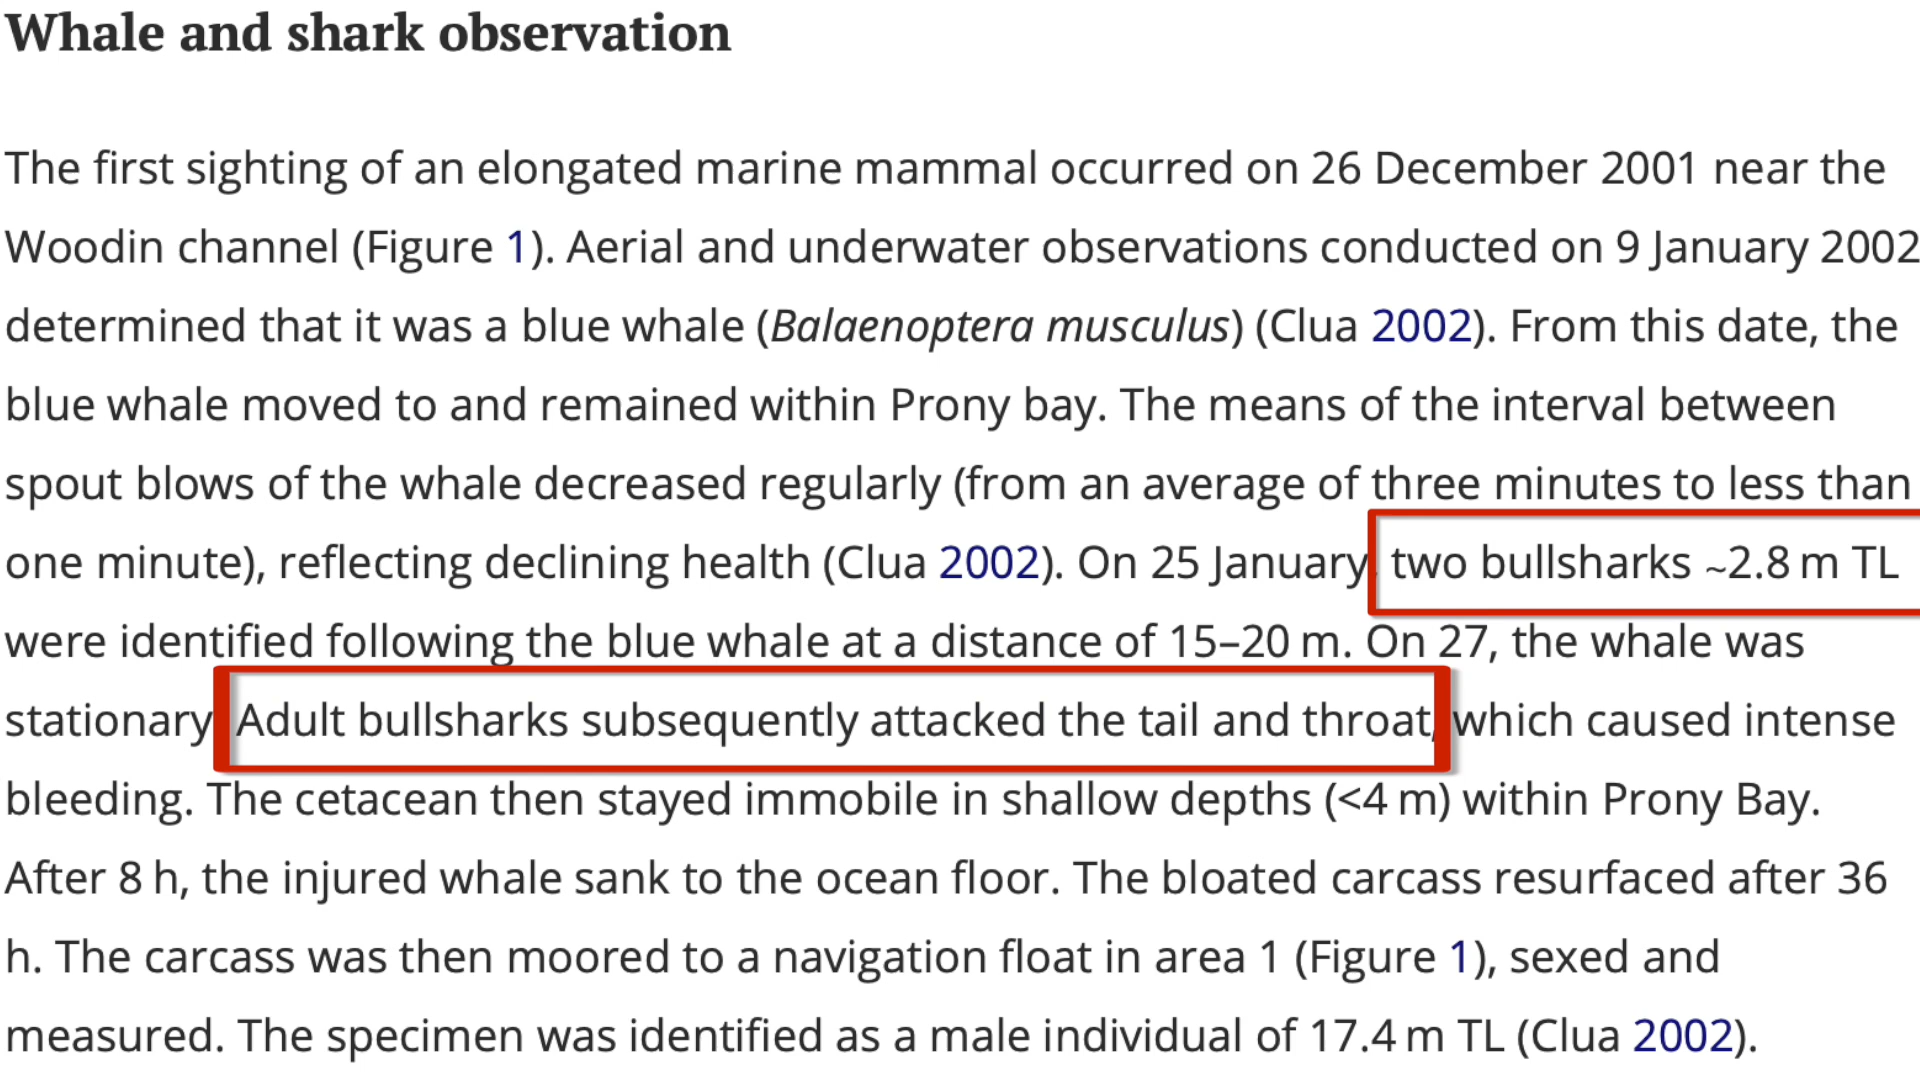 Whale and shark observation
The first sighting of an elongated marine mammal occurred on 26 December 2001 near the
Woodin channel (Figure 1). Aerial and underwater observations conducted on 9 January 2002
determined that it was a blue whale (Balaenoptera musculus) (Clua 2002). From this date, the
blue whale moved to and remained within Prony bay. The means of the interval between
spout blows of the whale decreased regularly (from an average of three minutes to less than
one minute), reflecting declining health (Clua 2002). On 25 January, two bullsharks ~2.8 m TL
were identified following the blue whale at a distance of 15–20 m. On 27, the whale was
stationary. Adult bullsharks subsequently attacked the tail and throat, which caused intense
bleeding. The cetacean then stayed immobile in shallow depths (<4 m) within Prony Bay.
After 8 h, the injured whale sank to the ocean floor. The bloated carcass resurfaced after 36
h. The carcass was then moored to a navigation float in area 1 (Figure 1), sexed and
measured. The specimen was identified as a male individual of 17.4 m TL (Clua 2002).